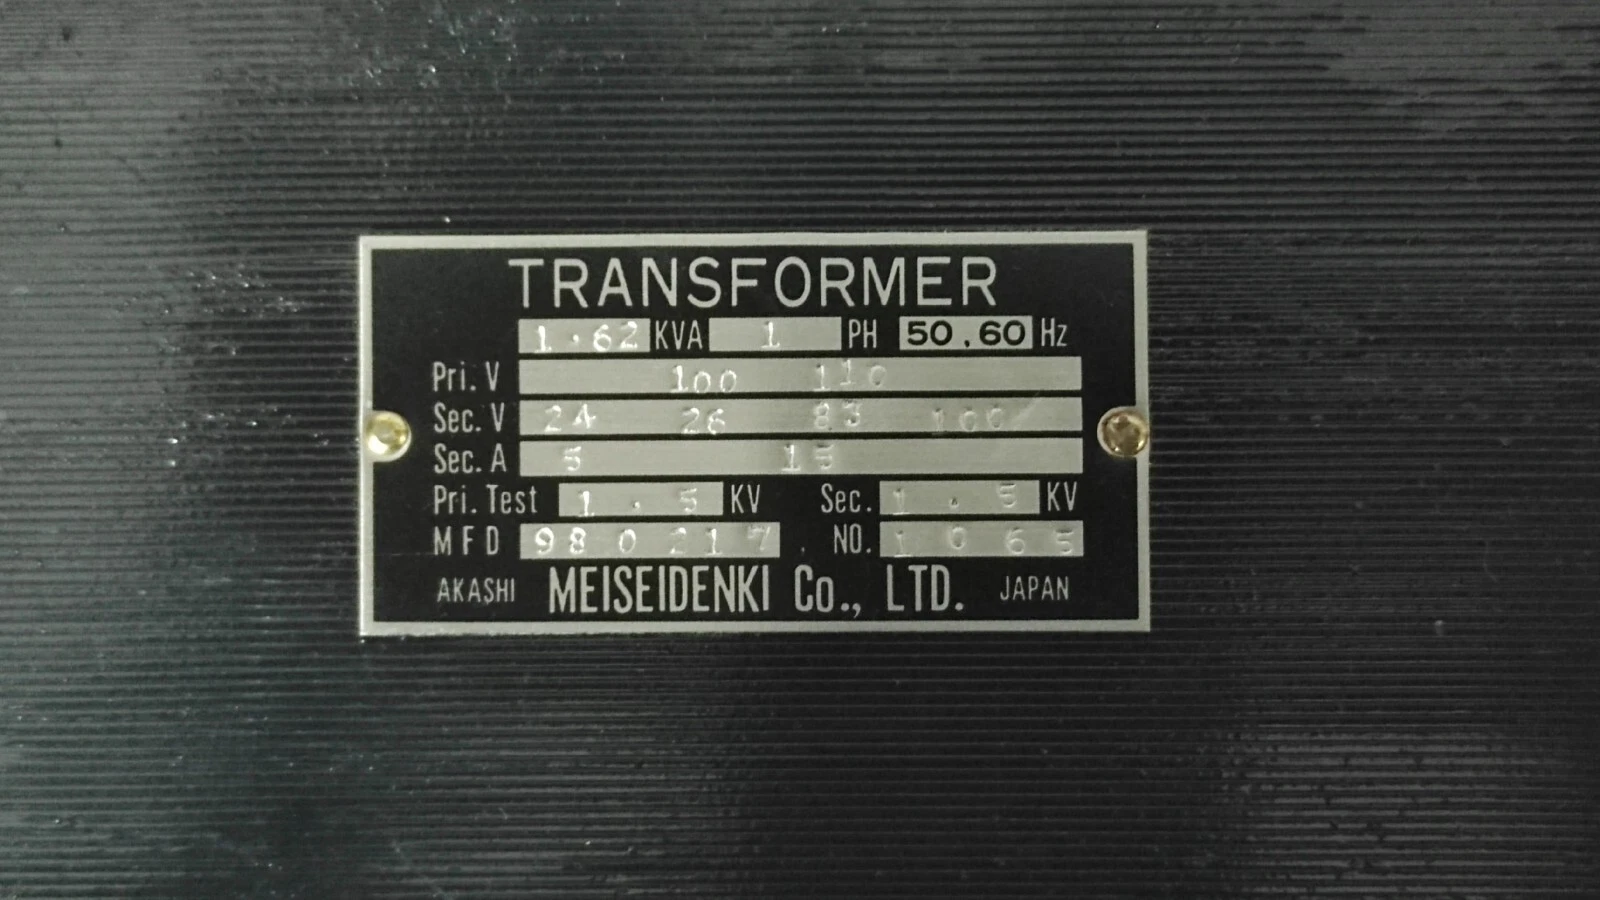 TRANSFORMER
1.62 KVA 1 PH 50.60 Hz
Pri. V 100 110
Sec. V 24 26 83 100
Sec. A 5 15
Pri. Test 1.5 KV Sec. 1.5 KV
MFD 980217. NO. 1065
AKASHI MEISEIDENKI Co., LTD. JAPAN